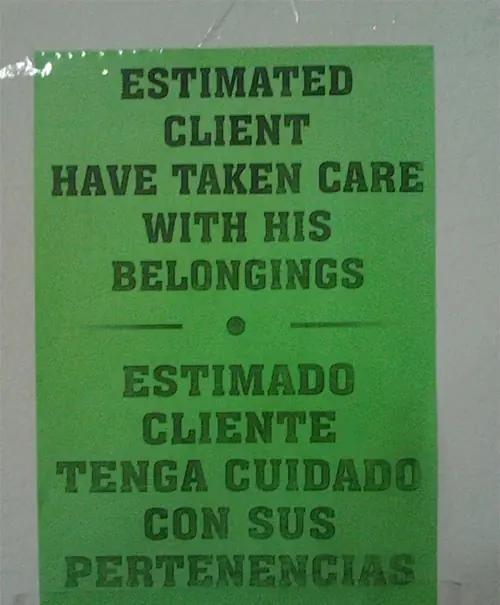 ESTIMATED
CLIENT
HAVE TAKEN CARE
WITH HIS
BELONGINGS
ESTIMADO
CLIENTE
TENGA CUIDADO
CON SUS
PERTENENCIAS